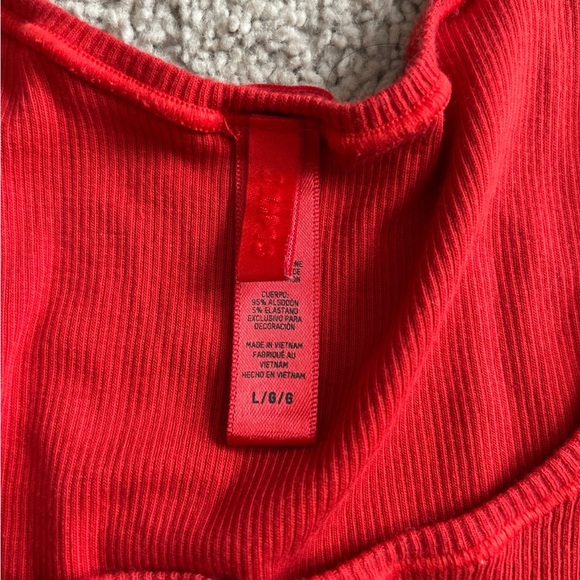 CUERPO:
95% ALGODÓN
5% ELASTANO
EXCLUSIVO PARA
DECORACIÓN
MADE IN VIETNAM
FABRIQUÉ AU
VIETNAM
HECHO EN VIETNAM
L/G/G